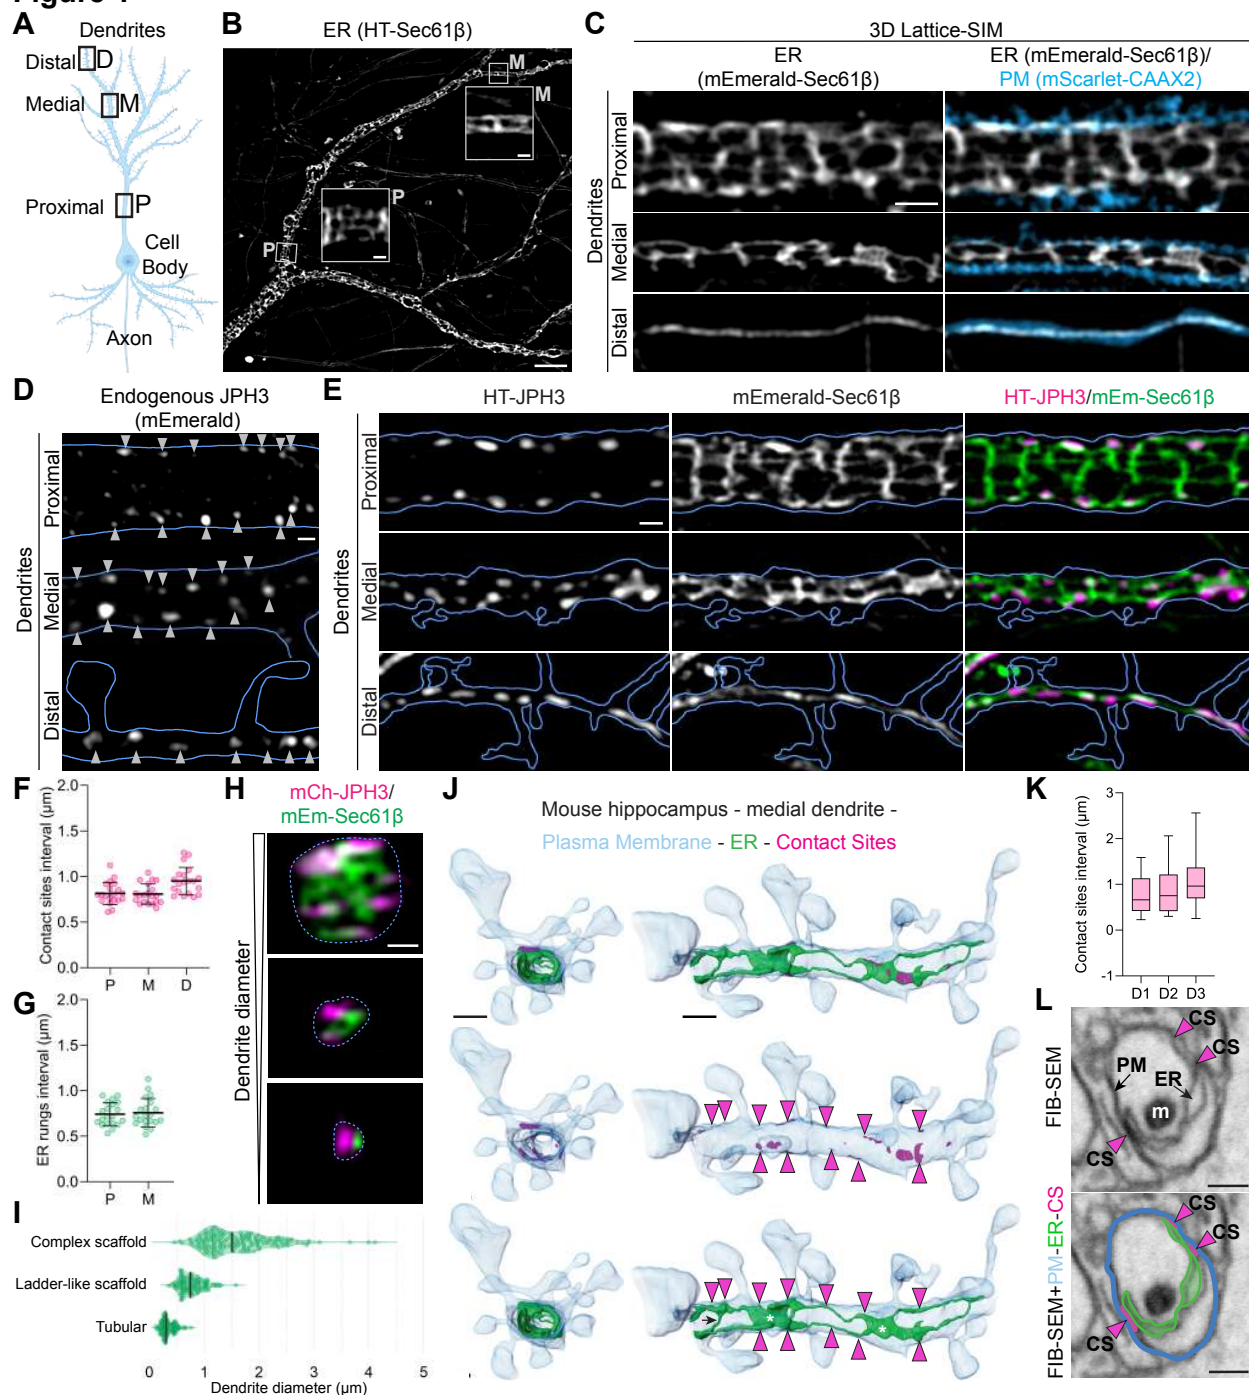 Figure 1
A
Dendrites
Distal
D
Medial
M
Proximal
P
Cell
Body
Axon
B
ER (HT-Sec61β)
M
M
P
P
C
3D Lattice-SIM
ER
(mEmerald-Sec61β)
ER (mEmerald-Sec61β)/
PM (mScarlet-CAAX2)
Dendrites
Proximal
Medial
Distal
D
Endogenous JPH3
(mEmerald)
Dendrites
Proximal
Medial
Distal
E
HT-JPH3
mEmerald-Sec61β
HT-JPH3/mEm-Sec61β
Dendrites
Proximal
Medial
Distal
F
Contact sites interval (µm)
2.0
1.5
1.0
0.5
0.0
P M D
G
ER rungs interval (µm)
2.0
1.5
1.0
0.5
0.0
P M
H
mCh-JPH3/
mEm-Sec61β
Dendrite diameter
I
Complex scaffold
Ladder-like scaffold
Tubular
0 1 2 3 4 5
Dendrite diameter (µm)
J
Mouse hippocampus - medial dendrite -
Plasma Membrane - ER - Contact Sites
*
*
K
Contact sites interval (µm)
3
2
1
0
-1
D1 D2 D3
L
FIB-SEM
CS
CS
PM
ER
m
CS
FIB-SEM+PM-ER-CS
CS
CS
CS